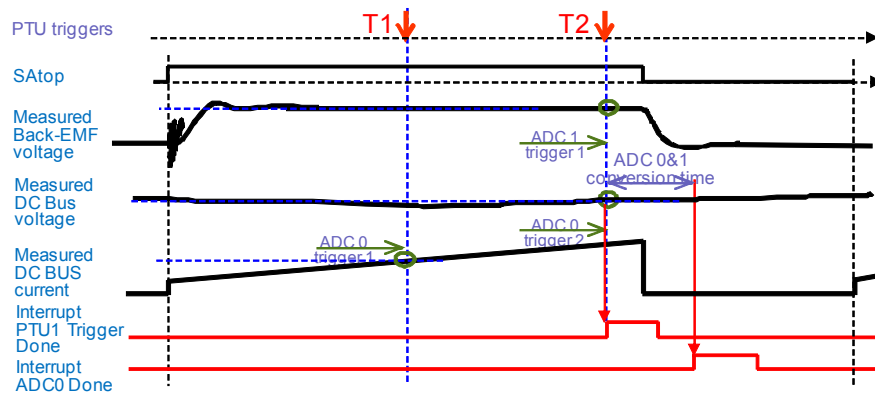 T1
T2
PTU triggers
SAtop
Measured
Back-EMF
voltage
ADC 1
trigger 1
ADC 0&1
conversion time
Measured
DC Bus
voltage
ADC 0
trigger 1
ADC 0
trigger 2
Measured
DC BUS
current
Interrupt
PTU1 Trigger
Done
Interrupt
ADC0 Done